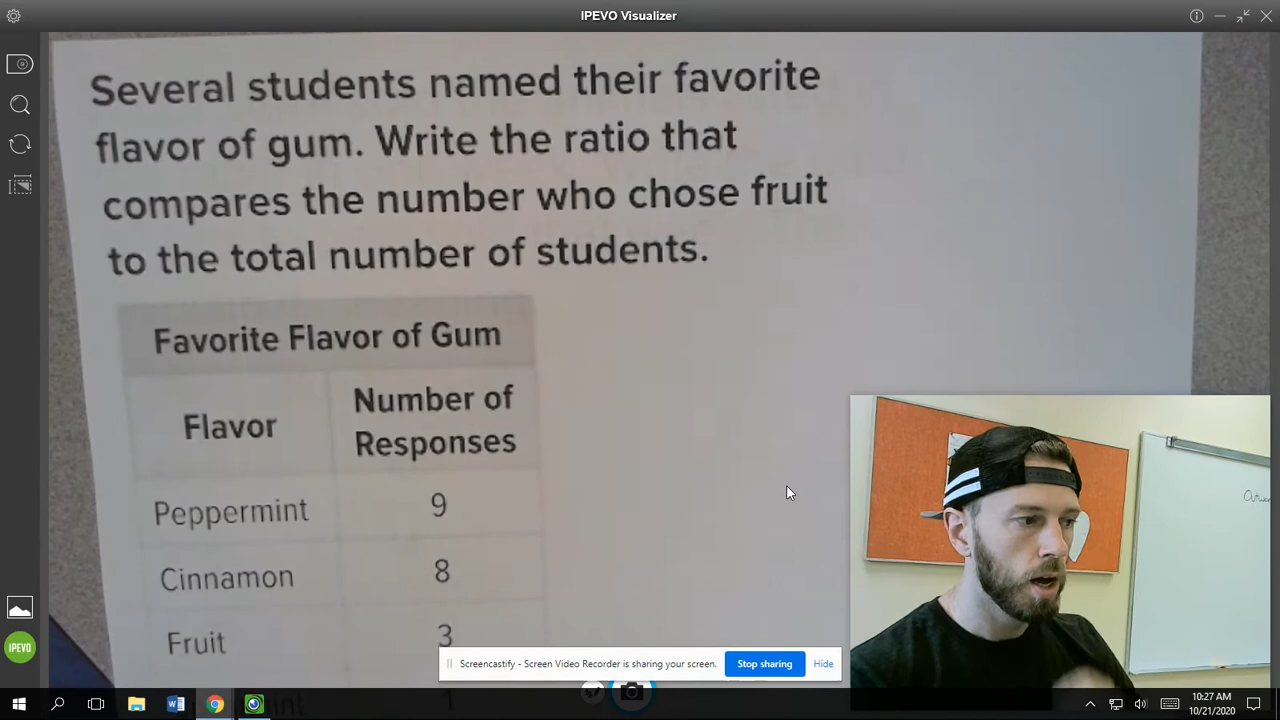 IPEVO Visualizer
Several students named their favorite
flavor of gum. Write the ratio that
compares the number who chose fruit
to the total number of students.
Favorite Flavor of Gum
Flavor
Number of
Responses
Peppermint 9
Cinnamon 8
Fruit 3
1
Screencastify - Screen Video Recorder is sharing your screen.
Stop sharing
Hide
IPEVO
10:27 AM
10/21/2020